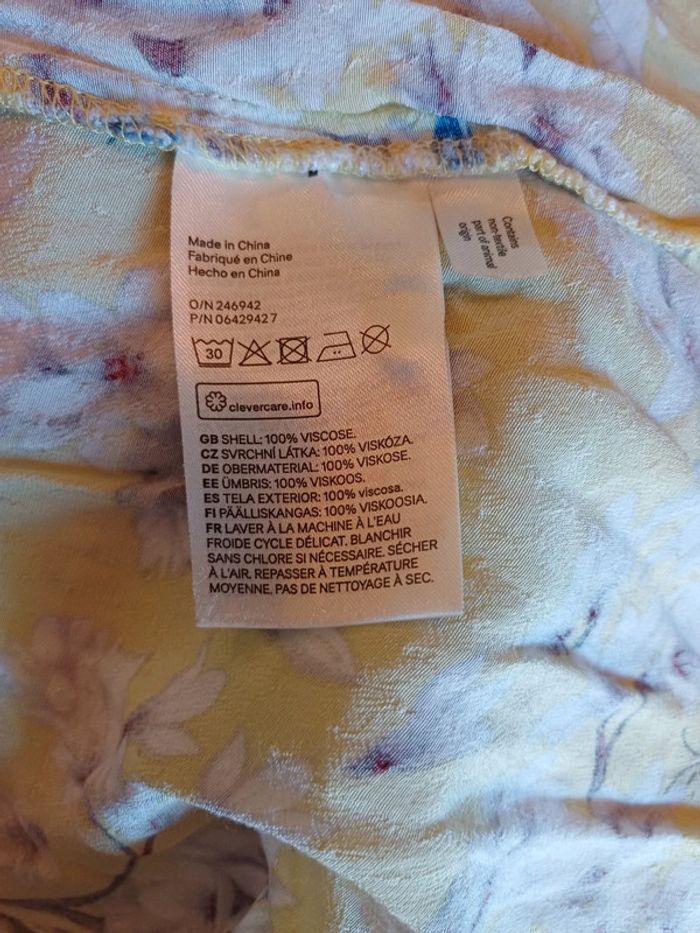 Made in China
Fabriqué en Chine
Hecho en China
O/N 246942
P/N 06429427
30
clevercare.info
GB SHELL: 100% VISCOSE.
CZ SVRCHNÍ LÁTKA: 100% VISKÓZA.
DE OBERMATERIAL: 100% VISKOSE.
EE ÜMBRIS: 100% VISKOOS.
ES TELA EXTERIOR: 100% viscosa.
FI PÄÄLLISKANGAS: 100% VISKOOSIA.
FR LAVER À LA MACHINE À L'EAU
FROIDE CYCLE DÉLICAT. BLANCHIR
SANS CHLORE SI NÉCESSAIRE. SÉCHER
À L'AIR. REPASSER À TEMPÉRATURE
MOYENNE. PAS DE NETTOYAGE À SEC.
Contains
non-textile
part of animal
origin